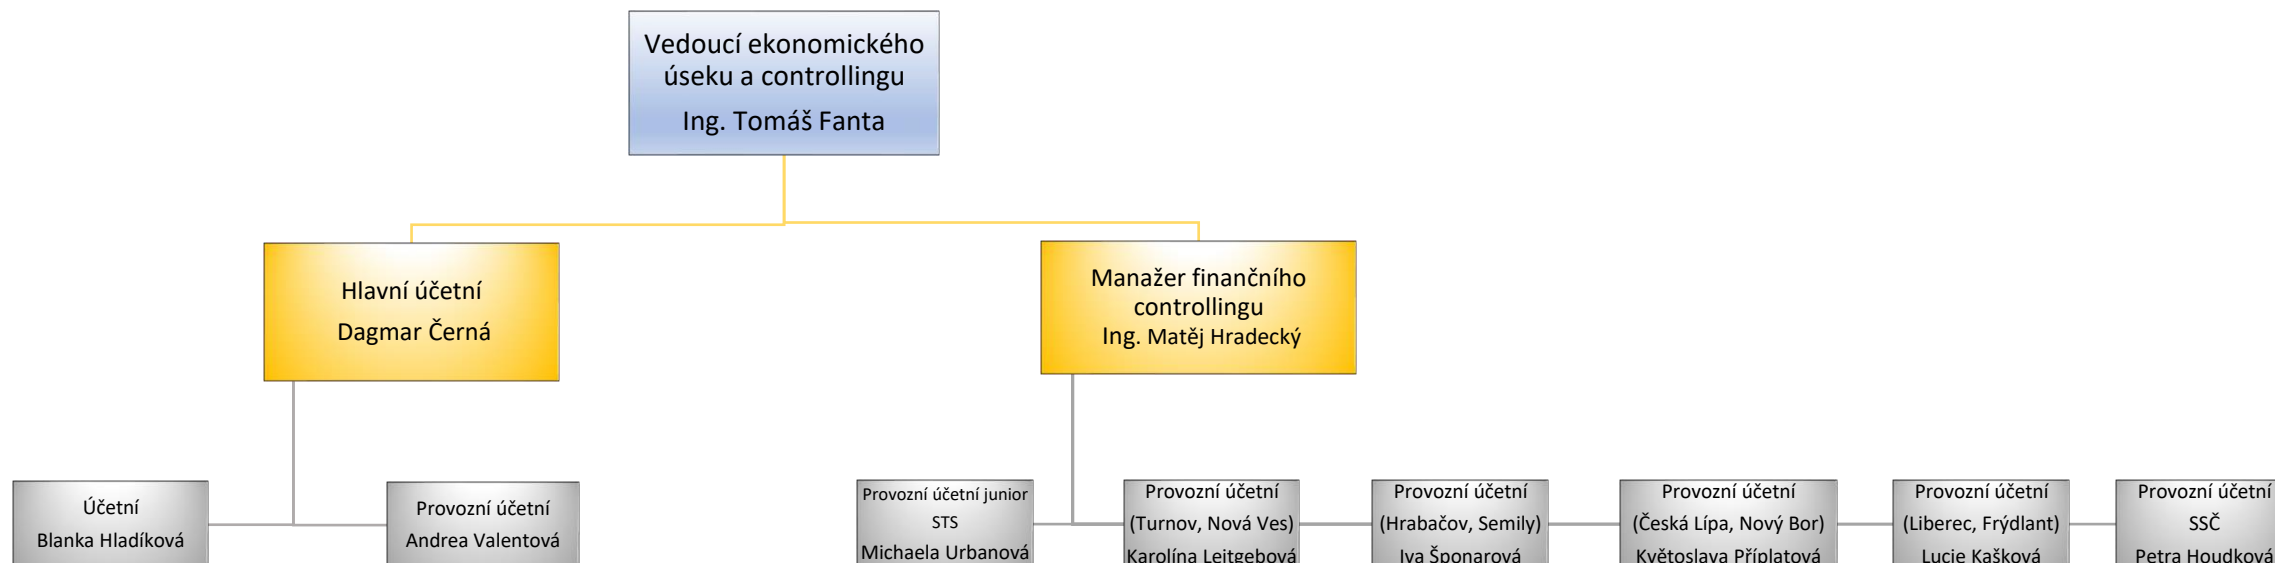 Vedoucí ekonomického
úseku a controllingu
Ing. Tomáš Fanta
Hlavní účetní
Dagmar Černá
Manažer finančního
controllingu
Ing. Matěj Hradecký
Účetní
Blanka Hladíková
Provozní účetní
Andrea Valentová
Provozní účetní junior
STS
Michaela Urbanová
Provozní účetní
(Turnov, Nová Ves)
Karolína Leitgebová
Provozní účetní
(Hrabačov, Semily)
Iva Šponarová
Provozní účetní
(Česká Lípa, Nový Bor)
Květoslava Příplatová
Provozní účetní
(Liberec, Frýdlant)
Lucie Kašková
Provozní účetní
SSČ
Petra Houdková